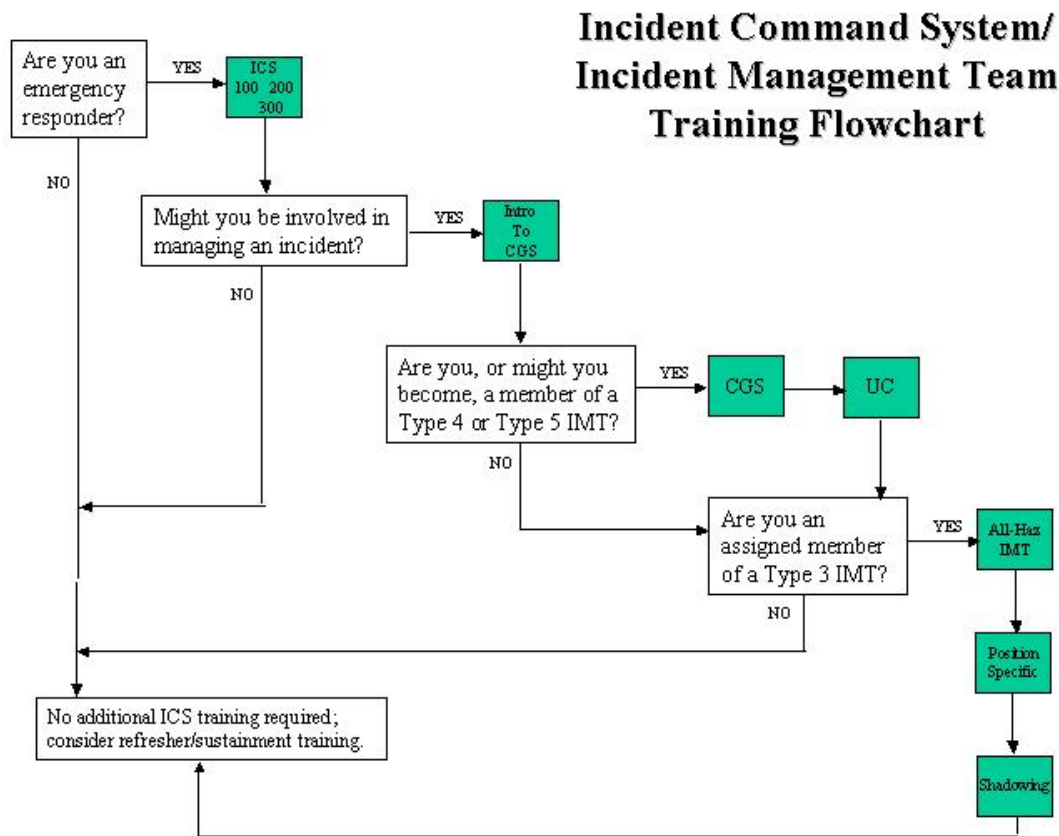 Incident Command System/
Incident Management Team
Training Flowchart
Are you an
emergency
responder?
YES
ICS
100 200
300
NO
Might you be involved in
managing an incident?
YES
Intro
To
CGS
NO
Are you, or might you
become, a member of a
Type 4 or Type 5 IMT?
YES
CGS
UC
NO
Are you an
assigned member
of a Type 3 IMT?
YES
All-Haz
IMT
NO
Position
Specific
No additional ICS training required;
consider refresher/sustainment training.
Shadowing